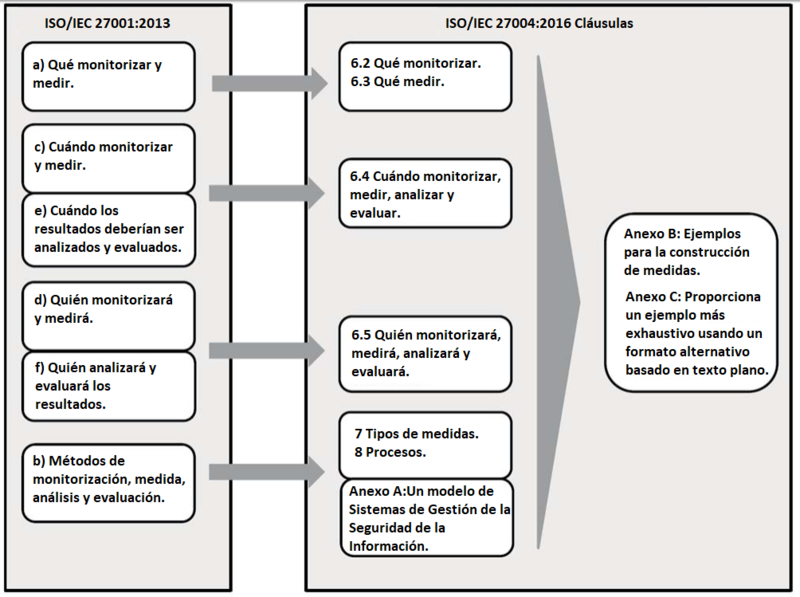 ISO/IEC 27001:2013
a) Qué monitorizar y
medir.
c) Cuándo monitorizar
y medir.
e) Cuándo los
resultados deberían ser
analizados y evaluados.
d) Quién monitorizará
y medirá.
f) Quién analizará y
evaluará los
resultados.
b) Métodos de
monitorización, medida,
análisis y evaluación.
ISO/IEC 27004:2016 Cláusulas
6.2 Qué monitorizar.
6.3 Qué medir.
6.4 Cuándo monitorizar,
medir, analizar y
evaluar.
6.5 Quién monitorizará,
medirá, analizará y
evaluará.
7 Tipos de medidas.
8 Procesos.
Anexo A:Un modelo de
Sistemas de Gestión de la
Seguridad de la
Información.
Anexo B: Ejemplos
para la construcción
de medidas.
Anexo C: Proporciona
un ejemplo más
exhaustivo usando un
formato alternativo
basado en texto plano.